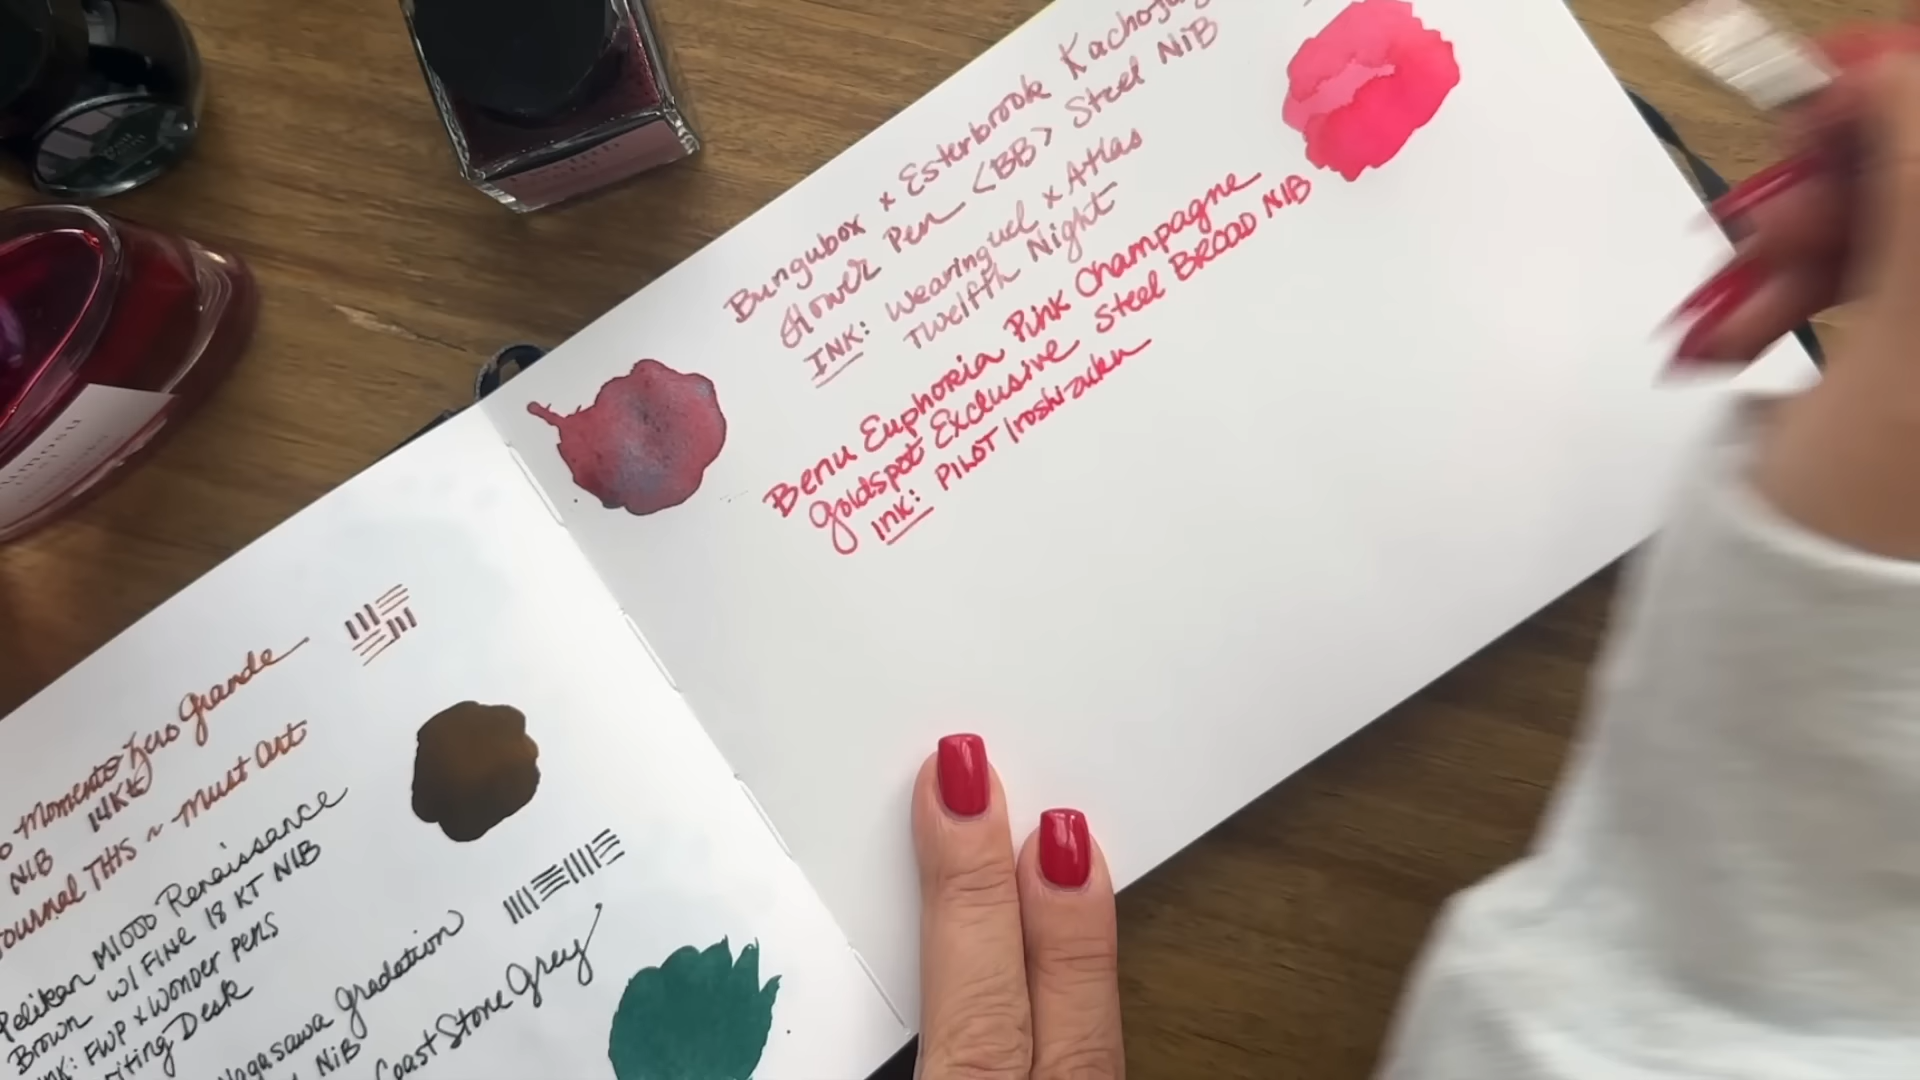 Momento Zero Grande
14Kt
NIB
Journal THIS ~ Must Art
Pelikan M1000 Renaissance
Brown w/ FINE 18 KT NIB
INK: FWP x Wonder Pens
Writing Desk
Nagasawa Gradation
NiB
Coast Stone Grey
Bungubox x Esterbrook
Flower Pen <BB> Steel NiB
INK: Wearingeul x Atlas
Twelfth Night
Benu Euphoria Pink Champagne
Goldspot Exclusive Steel BROAD NIB
INK: PILOT Iroshizuku